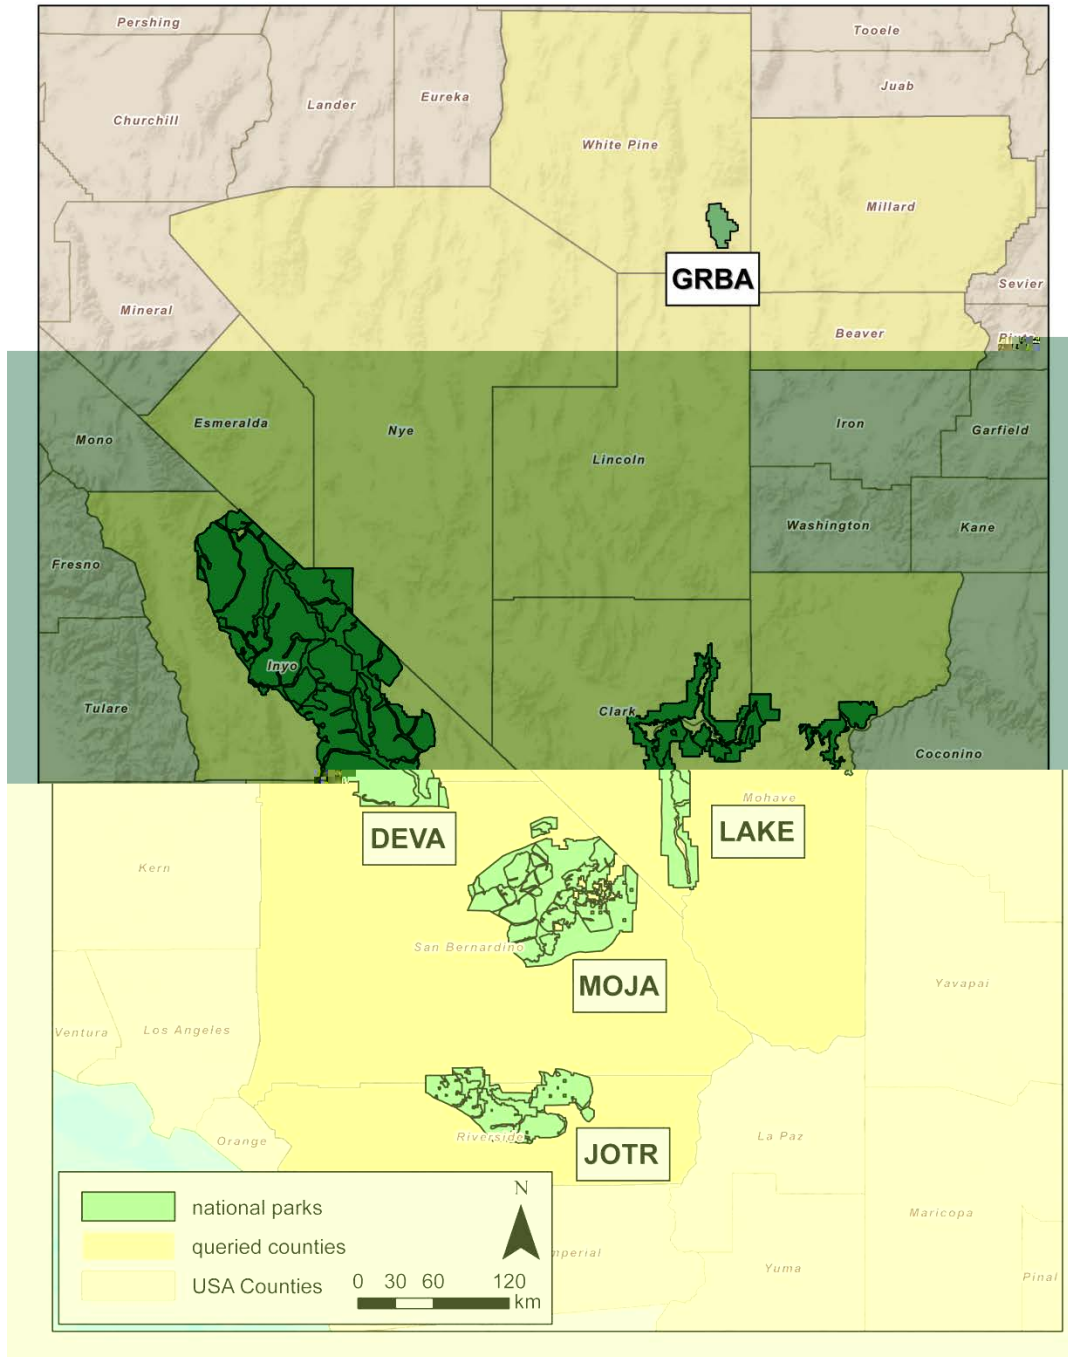 Pershing
Tooele
Juab
Eureka
Lander
Churchill
White Pine
Millard
GRBA
Sevier
Mineral
Beaver
Esmeralda
Iron
Nye
Garfield
Mono
Lincoln
Washington
Kane
Fresno
Inyo
Tulare
Clark
Coconino
Mohave
DEVA
LAKE
Kern
San Bernardino
MOJA
Yavapai
Ventura
Los Angeles
Riverside
La Paz
Orange
JOTR
N
national parks
Maricopa
queried counties
Yuma
Pinal
USA Counties
0 30 60 120
km